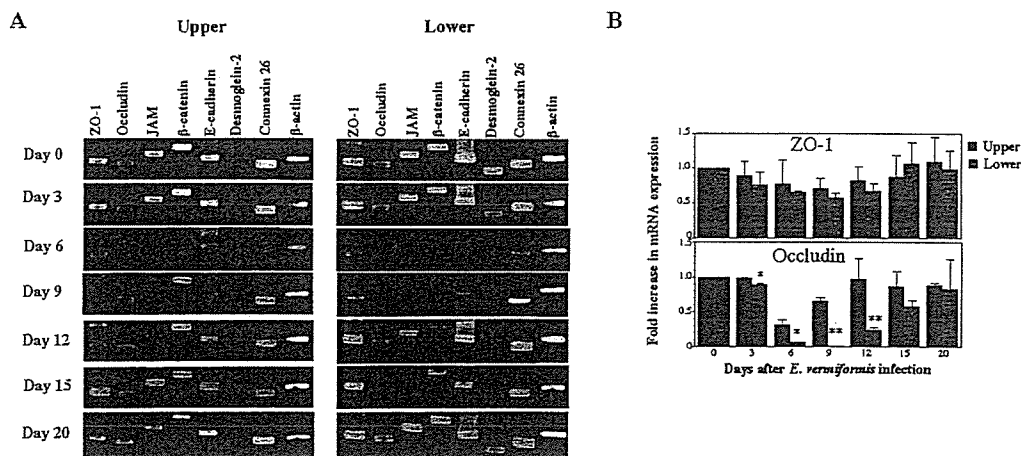 A
Upper
Lower
ZO-1
Occludin
JAM
β-catenin
E-cadherin
Desmoglein-2
Connexin 26
β-actin
ZO-1
Occludin
JAM
β-catenin
E-cadherin
Desmoglein-2
Connexin 26
β-actin
Day 0
Day 3
Day 6
Day 9
Day 12
Day 15
Day 20
B
Fold increase in mRNA expression
1.5
1.0
0.5
0
ZO-1
Upper
Lower
1.5
1.0
0.5
0
Occludin
*
*
**
**
0 3 6 9 12 15 20
Days after E. vermiformis infection